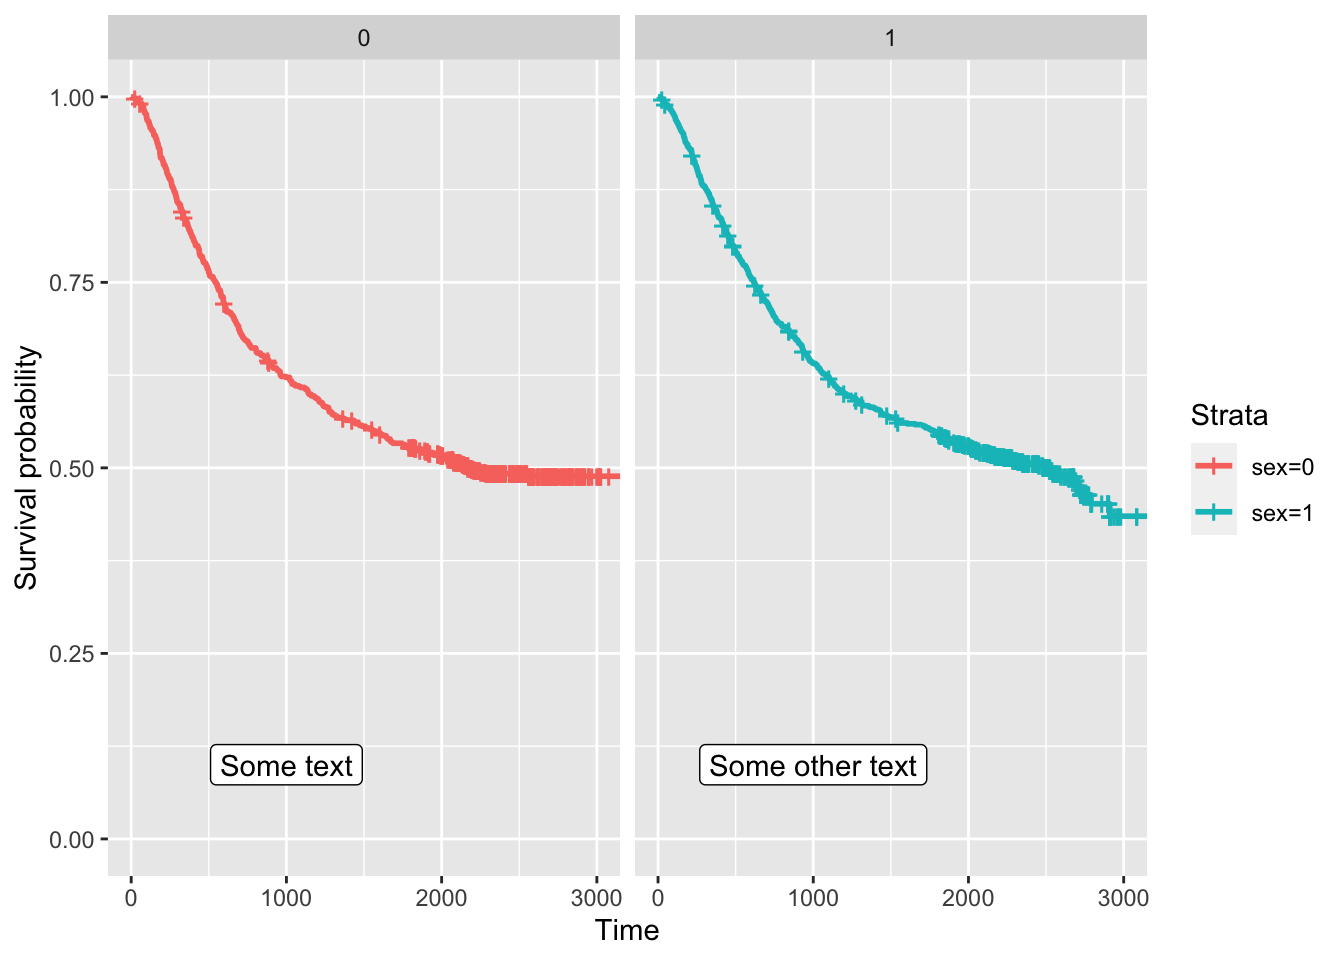 0
1
1.00
0.75
0.50
0.25
0.00
Survival probability
Some text
Some other text
0 1000 2000 3000
0 1000 2000 3000
Time
Strata
sex=0
sex=1